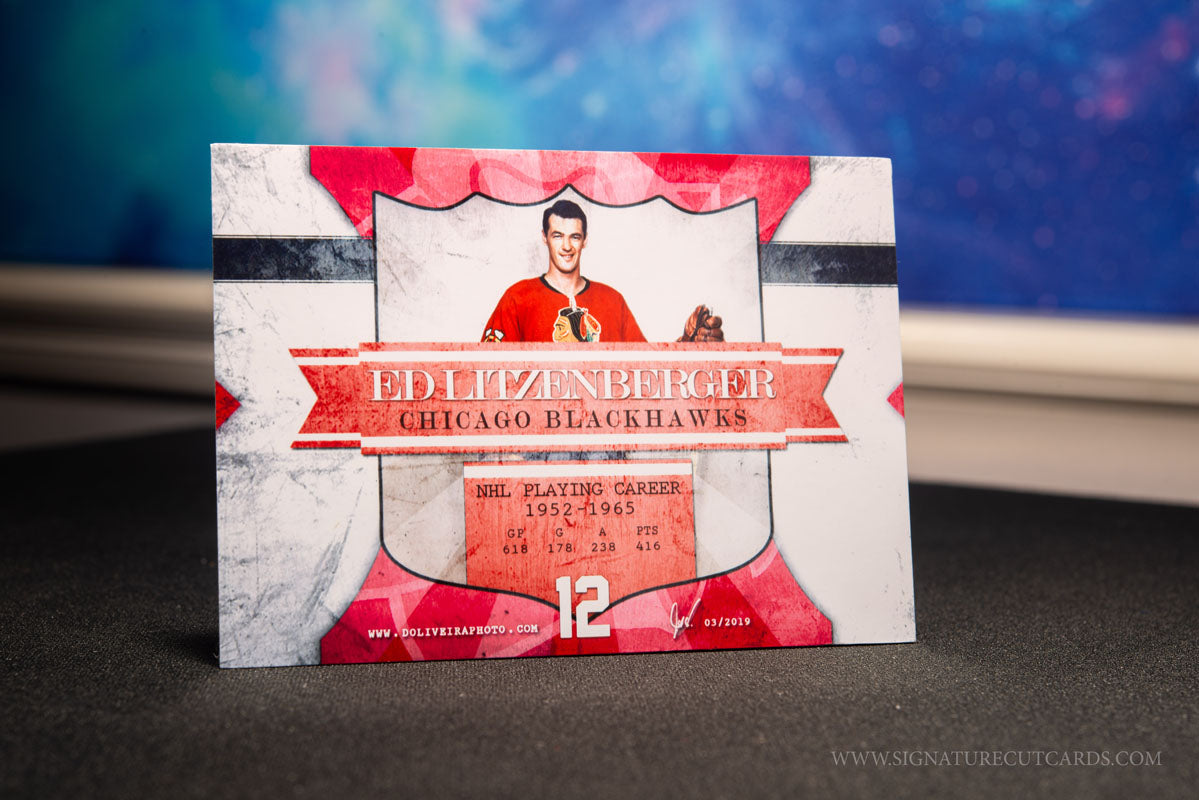 ED LITZENBERGER
CHICAGO BLACKHAWKS
NHL PLAYING CAREER
1952-1965
GP G A PTS
618 178 238 416
12
WWW.DOLIVEIRAPHOTO.COM
03/2019
WWW.SIGNATURECUTCARDS.COM